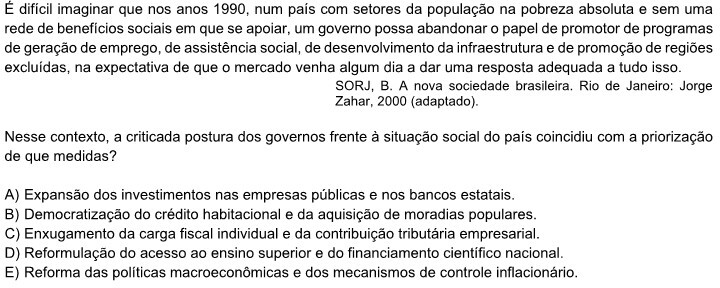 É difícil imaginar que nos anos 1990, num país com setores da população na pobreza absoluta e sem uma
rede de benefícios sociais em que se apoiar, um governo possa abandonar o papel de promotor de programas
de geração de emprego, de assistência social, de desenvolvimento da infraestrutura e de promoção de regiões
excluídas, na expectativa de que o mercado venha algum dia a dar uma resposta adequada a tudo isso.
SORJ, B. A nova sociedade brasileira. Rio de Janeiro: Jorge
Zahar, 2000 (adaptado).
Nesse contexto, a criticada postura dos governos frente à situação social do país coincidiu com a priorização
de que medidas?
A) Expansão dos investimentos nas empresas públicas e nos bancos estatais.
B) Democratização do crédito habitacional e da aquisição de moradias populares.
C) Enxugamento da carga fiscal individual e da contribuição tributária empresarial.
D) Reformulação do acesso ao ensino superior e do financiamento científico nacional.
E) Reforma das políticas macroeconômicas e dos mecanismos de controle inflacionário.